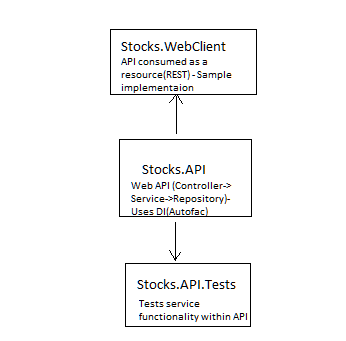 Stocks.WebClient
API consumed as a
resource(REST) - Sample
implementaion
Stocks.API
Web API (Controller->
Service->Repository)-
Uses DI(Autofac)
Stocks.API.Tests
Tests service
functionality within API